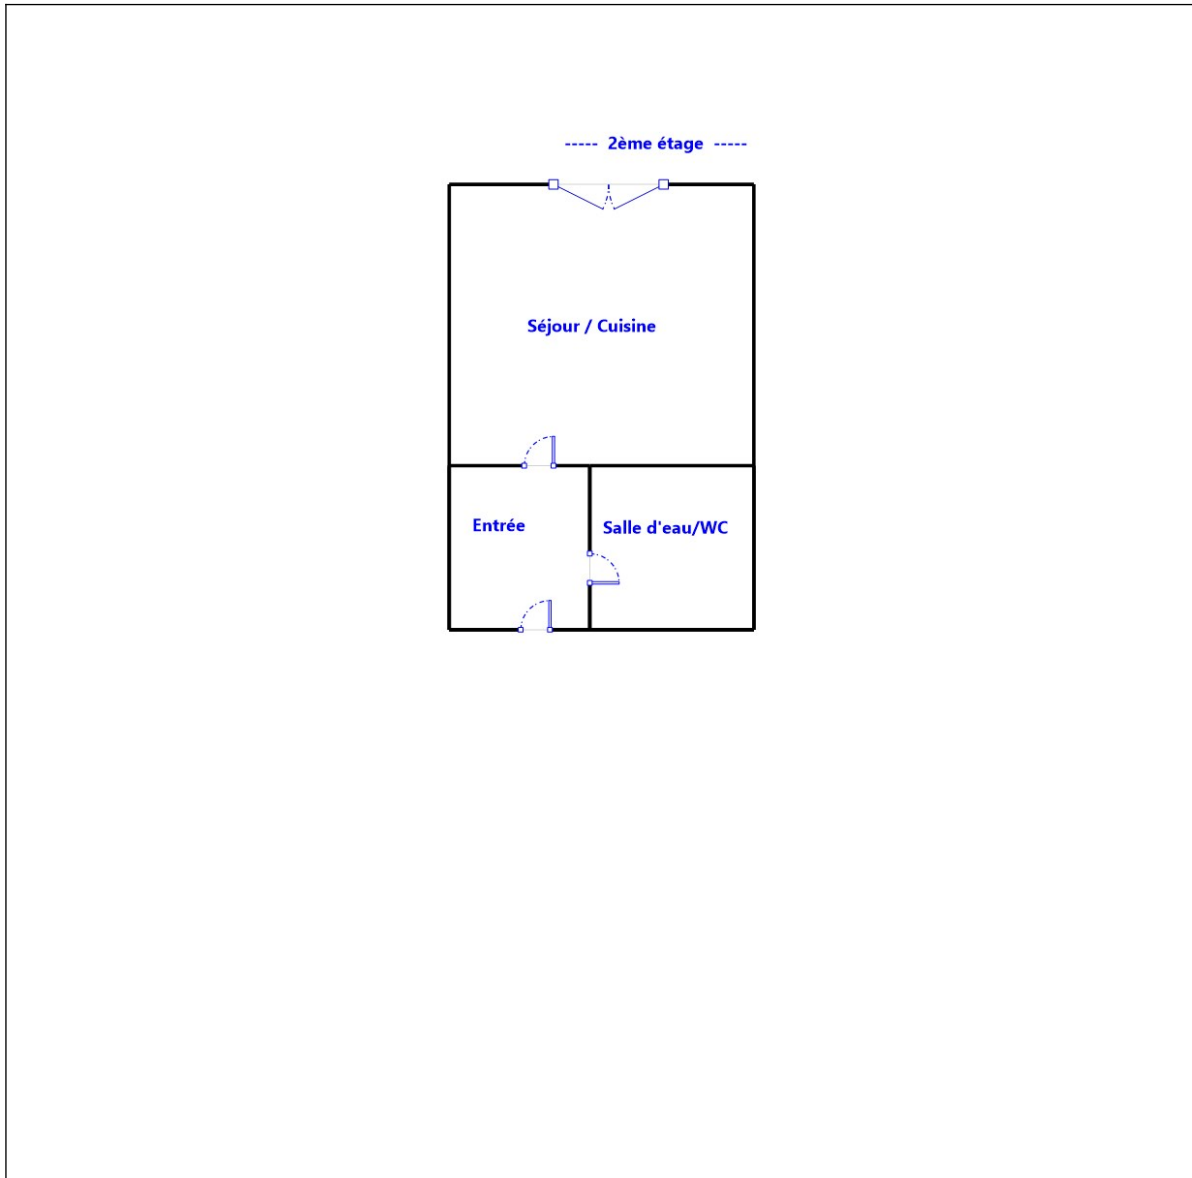 ----- 2ème étage -----
Séjour / Cuisine
Entrée
Salle d'eau/WC